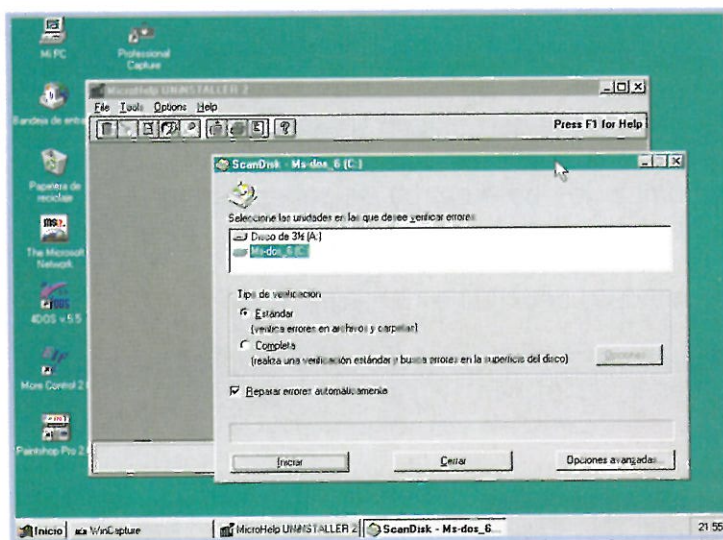 Mi PC
Professional
Capture
Bandeja de entra
Papelera de
reciclaje
msn.
The Microsoft
Network
4DOS v.5.5
More Control 2
Paintshop Pro 2.
MicroHelp UNINSTALLER 2
File Tools Options Help
Press F1 for Help
ScanDisk - Ms-dos_6 (C:)
Seleccione las unidades en las que desee verificar errores:
Disco de 3½ (A:)
Ms-dos_6 (C:)
Tipo de verificación
Estándar
(verifica errores en archivos y carpetas)
Completa
(realiza una verificación estándar y busca errores en la superficie del disco)
Opciones...
Reparar errores automáticamente
Iniciar
Cerrar
Opciones avanzadas...
Inicio
WinCapture
MicroHelp UNINSTALLER 2
ScanDisk - Ms-dos_6...
21:55